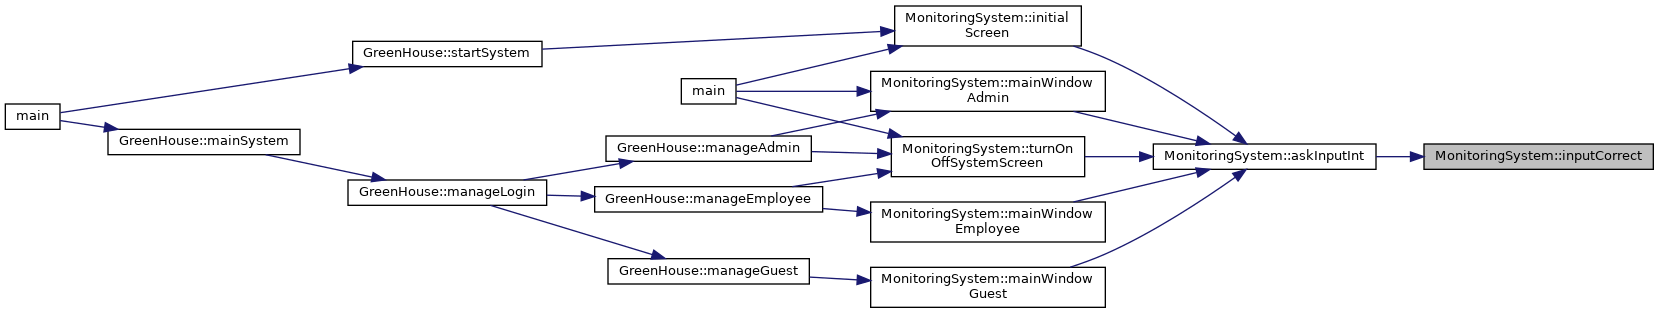 main
GreenHouse::startSystem
GreenHouse::mainSystem
GreenHouse::manageLogin
main
GreenHouse::manageAdmin
GreenHouse::manageEmployee
GreenHouse::manageGuest
MonitoringSystem::initial
Screen
MonitoringSystem::mainWindow
Admin
MonitoringSystem::turnOn
OffSystemScreen
MonitoringSystem::mainWindow
Employee
MonitoringSystem::mainWindow
Guest
MonitoringSystem::askInputInt
MonitoringSystem::inputCorrect